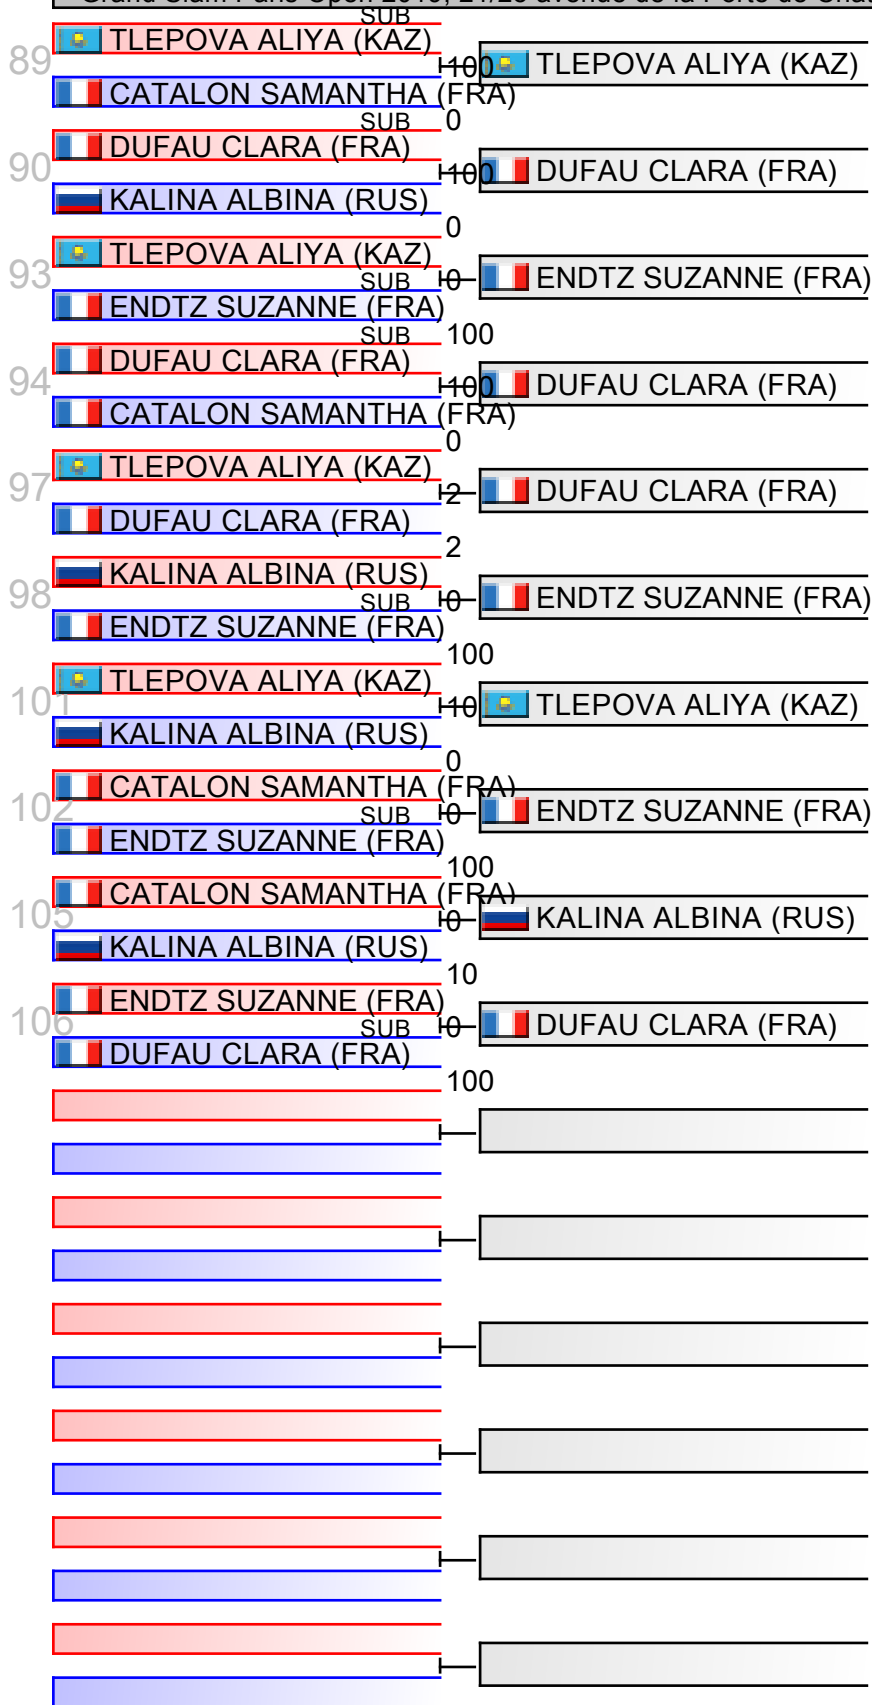 SUB
89 TLEPOVA ALIYA (KAZ)
100 TLEPOVA ALIYA (KAZ)
CATALON SAMANTHA (FRA)
SUB 0
90 DUFAU CLARA (FRA)
100 DUFAU CLARA (FRA)
KALINA ALBINA (RUS)
0
93 TLEPOVA ALIYA (KAZ)
SUB 0 ENDTZ SUZANNE (FRA)
ENDTZ SUZANNE (FRA)
SUB 100
94 DUFAU CLARA (FRA)
100 DUFAU CLARA (FRA)
CATALON SAMANTHA (FRA)
0
97 TLEPOVA ALIYA (KAZ)
2 DUFAU CLARA (FRA)
DUFAU CLARA (FRA)
2
98 KALINA ALBINA (RUS)
SUB 0 ENDTZ SUZANNE (FRA)
ENDTZ SUZANNE (FRA)
100
101 TLEPOVA ALIYA (KAZ)
10 TLEPOVA ALIYA (KAZ)
KALINA ALBINA (RUS)
0
102 CATALON SAMANTHA (FRA)
SUB 0 ENDTZ SUZANNE (FRA)
ENDTZ SUZANNE (FRA)
100
105 CATALON SAMANTHA (FRA)
0 KALINA ALBINA (RUS)
KALINA ALBINA (RUS)
10
106 ENDTZ SUZANNE (FRA)
SUB 0 DUFAU CLARA (FRA)
DUFAU CLARA (FRA)
100